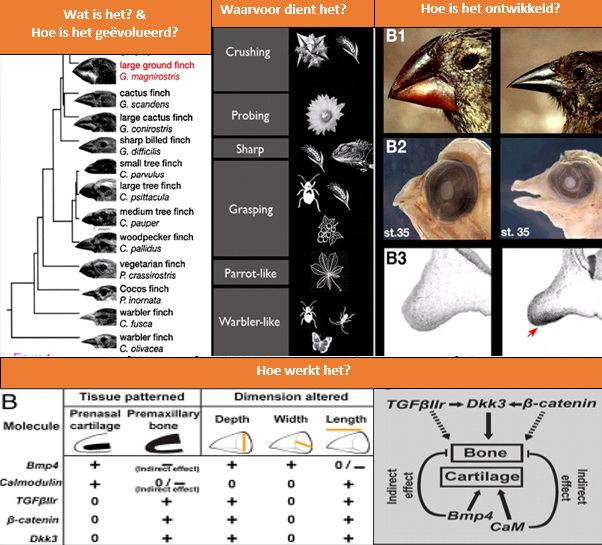 Wat is het? &
Hoe is het geëvolueerd?
large ground finch
G. magnirostris
cactus finch
G. scandens
large cactus finch
G. conirostris
sharp billed finch
G. difficilis
small tree finch
C. parvulus
large tree finch
C. psittacula
medium tree finch
C. pauper
woodpecker finch
C. pallidus
vegetarian finch
P. crassirostris
Cocos finch
P. inornata
warbler finch
C. fusca
warbler finch
C. olivacea
Waarvoor dient het?
Crushing
Probing
Sharp
Grasping
Parrot-like
Warbler-like
Hoe is het ontwikkeld?
B1
B2
st.35
st. 35
B3
Hoe werkt het?
B
Tissue patterned
Dimension altered
Molecule
Prenasal
cartilage
Premaxillary
bone
Depth
Width
Length
Bmp4 + – + + 0 / –
(Indirect effect)
Calmodulin + 0 / – 0 0 +
(Indirect effect)
TGFβIIr 0 + + 0 +
β-catenin 0 + + 0 +
Dkk3 0 + + 0 +
C
TGFβIIr Dkk3 β-catenin
Bone
Cartilage
Indirect
effect
Indirect
effect
Bmp4
CaM